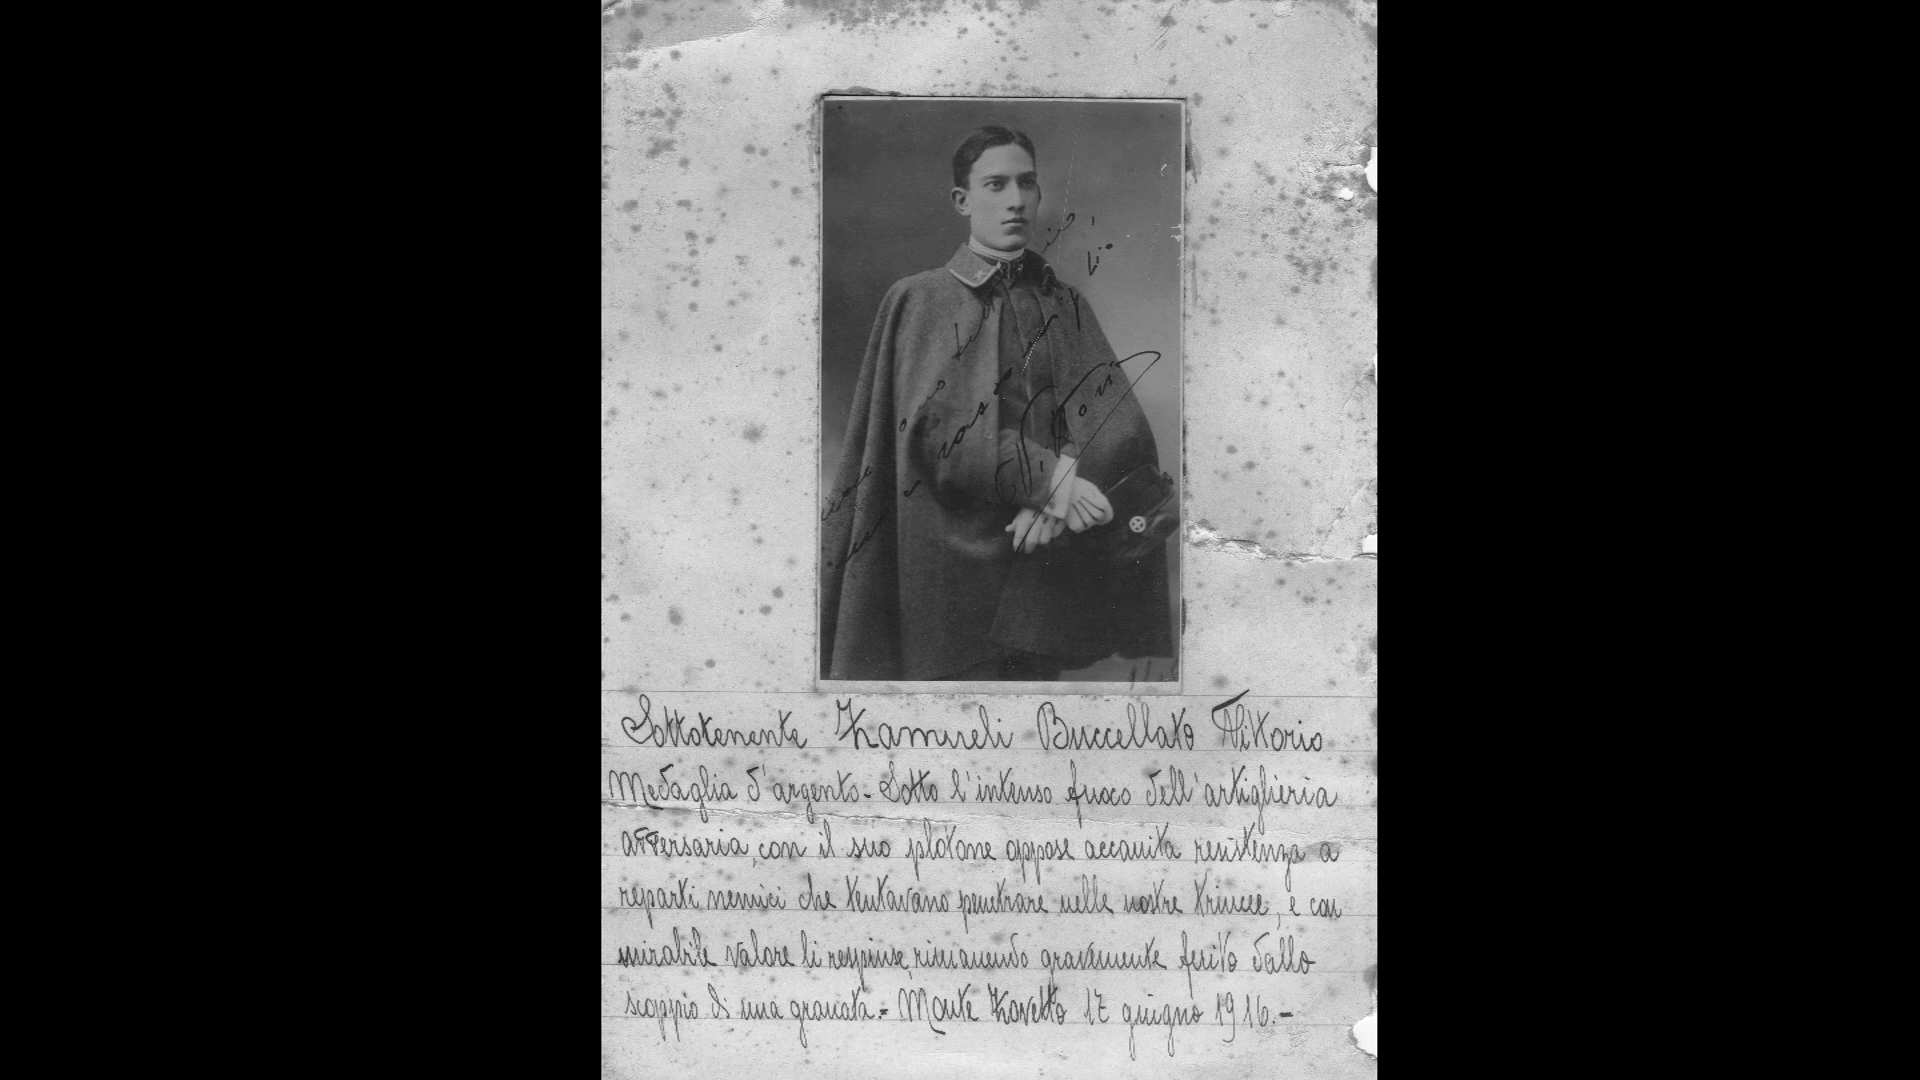 V. Torio
Sottotenente Zamueli Buccellato Vittorio
Medaglia d'argento - Sotto l'intenso fuoco dell'artiglieria
avversaria, con il suo plotone oppose accanita resistenza a
reparti nemici che tentavano penetrare nelle nostre trincee, e con
mirabile valore li respinse, rimanendo gravemente ferito dallo
scoppio di una granata. - Monte Zovetto 17 giugno 1916. -